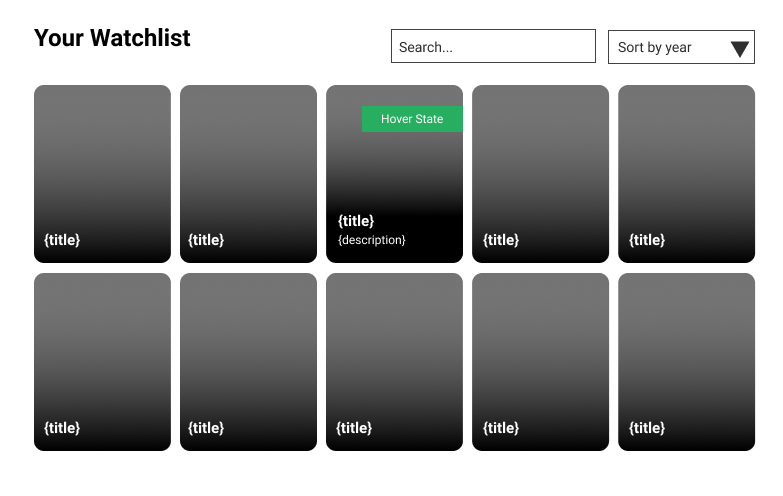 Your Watchlist
Search...
Sort by year
Hover State
{title}
{title}
{title}
{description}
{title}
{title}
{title}
{title}
{title}
{title}
{title}